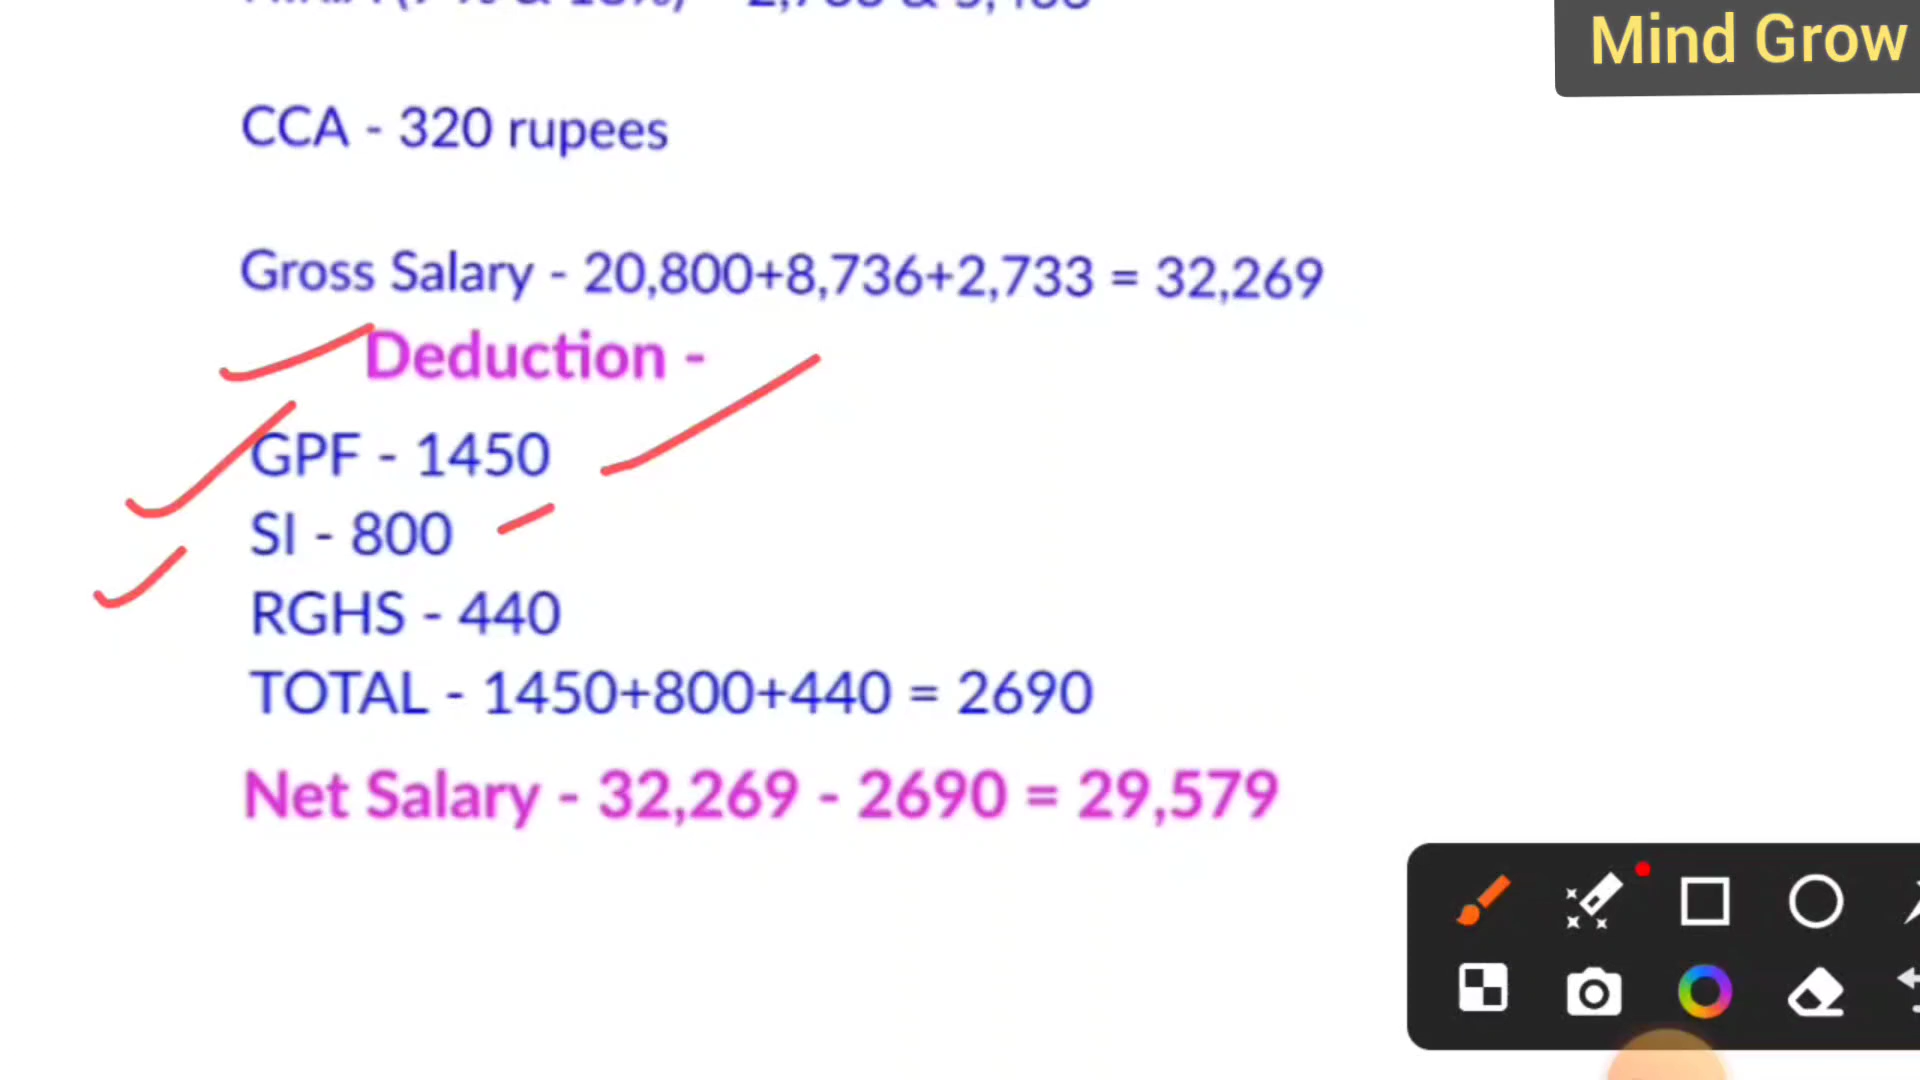 Mind Grow
CCA - 320 rupees
Gross Salary - 20,800+8,736+2,733 = 32,269
Deduction -
GPF - 1450
SI - 800
RGHS - 440
TOTAL - 1450+800+440 = 2690
Net Salary - 32,269 - 2690 = 29,579